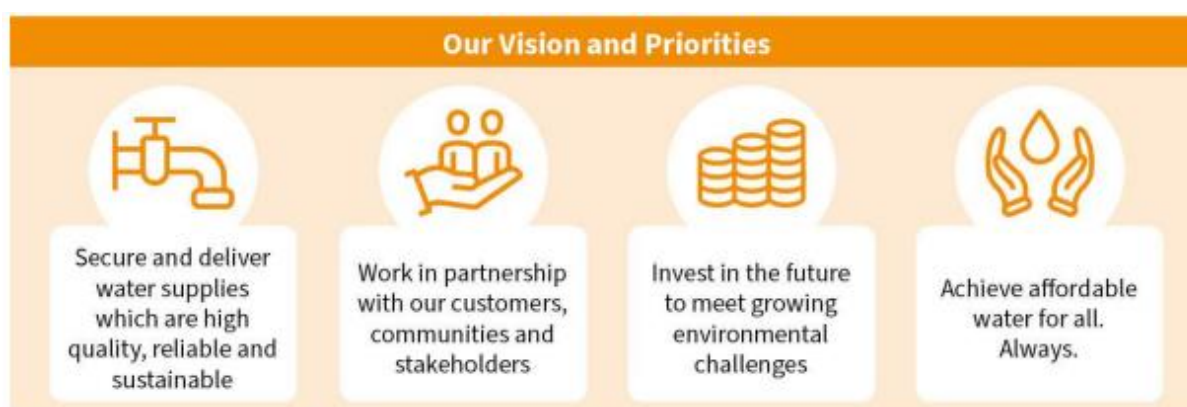 Our Vision and Priorities
Secure and deliver
water supplies
which are high
quality, reliable and
sustainable
Work in partnership
with our customers,
communities and
stakeholders
Invest in the future
to meet growing
environmental
challenges
Achieve affordable
water for all.
Always.